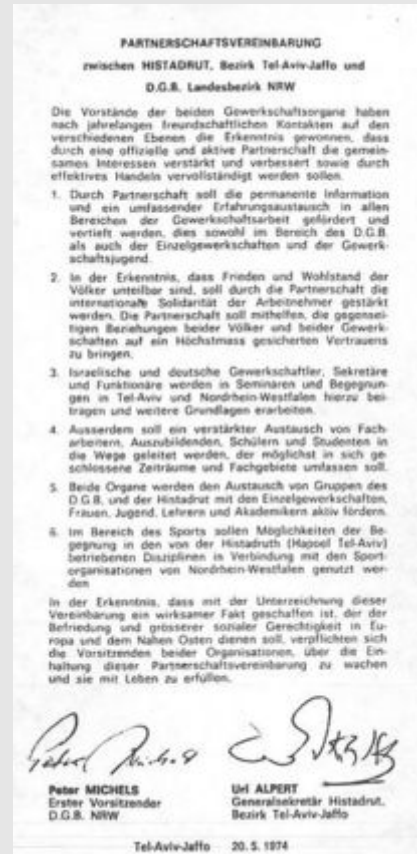 PARTNERSCHAFTSVEREINBARUNG
zwischen HISTADRUT, Bezirk Tel-Aviv-Jaffo und
D.G.B. Landesbezirk NRW
Die Vorstände der beiden Gewerkschaftsorgane haben
nach jahrelangen freundschaftlichen Kontakten auf den
verschiedenen Ebenen die Erkenntnis gewonnen, dass
durch eine offizielle und aktive Partnerschaft die gemein-
samen Interessen verstärkt und verbessert sowie durch
effektives Handeln vervollständigt werden sollen.
1. Durch Partnerschaft soll die permanente Information
und ein umfassender Erfahrungsaustausch in allen
Bereichen der Gewerkschaftsarbeit gefördert und
vertieft werden, dies sowohl im Bereich des D.G.B.
als auch der Einzelgewerkschaften und der Gewerk-
schaftsjugend.
2. In der Erkenntnis, dass Frieden und Wohlstand der
Völker unteilbar sind, soll durch die Partnerschaft die
internationale Solidarität der Arbeitnehmer gestärkt
werden. Die Partnerschaft soll mithelfen, die gegensei-
tigen Beziehungen beider Völker und beider Gewerk-
schaften auf ein Höchstmass gesicherten Vertrauens
zu bringen.
3. Israelische und deutsche Gewerkschaftler, Sekretäre
und Funktionäre werden in Seminaren und Begegnun-
gen in Tel-Aviv und Nordrhein-Westfalen hierzu bei-
tragen und weitere Grundlagen erarbeiten.
4. Ausserdem soll ein verstärkter Austausch von Fach-
arbeitern, Auszubildenden, Schülern und Studenten in
die Wege geleitet werden, der möglichst in sich ge-
schlossene Zeiträume und Fachgebiete umfassen soll.
5. Beide Organe werden den Austausch von Gruppen des
D.G.B. und der Histadrut mit den Einzelgewerkschaften,
Frauen, Jugend, Lehrern und Akademikern aktiv fördern.
6. Im Bereich des Sports sollen Möglichkeiten der Be-
gegnung in den von der Histadruth (Hapoel Tel-Aviv)
betriebenen Disziplinen in Verbindung mit den Sport-
organisationen von Nordrhein-Westfalen genutzt wer-
den
In der Erkenntnis, dass mit der Unterzeichnung dieser
Vereinbarung ein wirksamer Fakt geschaffen ist, der der
Befriedung und grösserer sozialer Gerechtigkeit in Eu-
ropa und dem Nahen Osten dienen soll, verpflichten sich
die Vorsitzenden beider Organisationen, über die Ein-
haltung dieser Partnerschaftsvereinbarung zu wachen
und sie mit Leben zu erfüllen.
Peter MICHELS
Erster Vorsitzender
D.G.B. NRW
Uri ALPERT
Generalsekretär Histadrut,
Bezirk Tel-Aviv-Jaffo
Tel-Aviv-Jaffo 20. 5. 1974